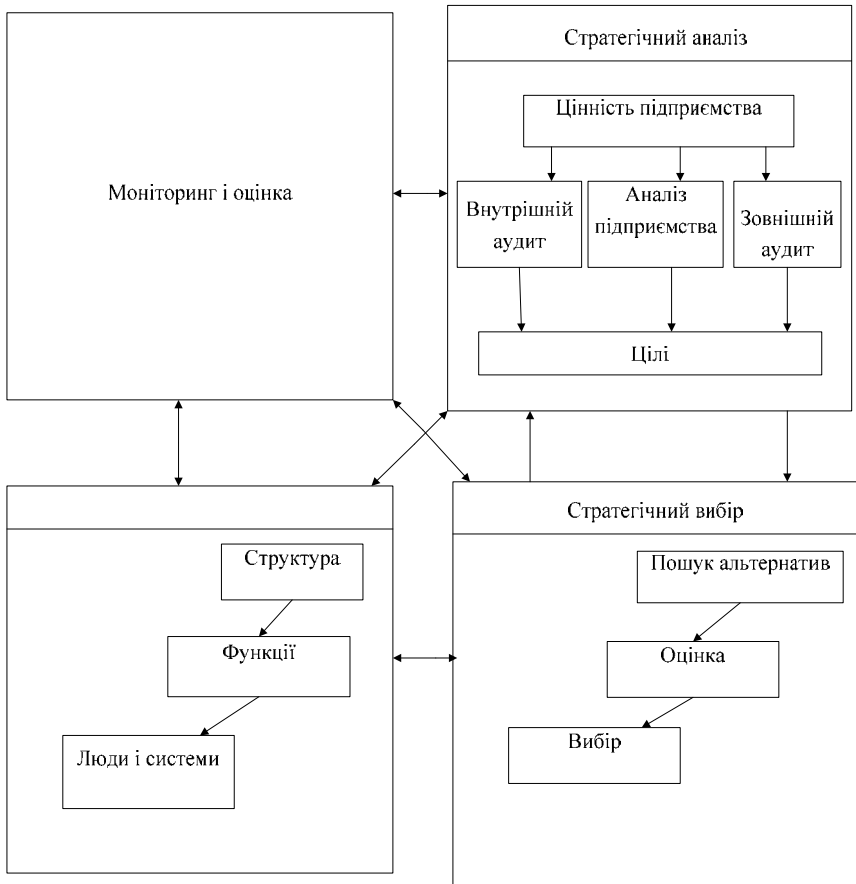 Моніторинг і оцінка
Стратегічний аналіз
Цінність підприємства
Внутрішній
аудит
Аналіз
підприємства
Зовнішній
аудит
Цілі
Структура
Функції
Люди і системи
Стратегічний вибір
Пошук альтернатив
Оцінка
Вибір